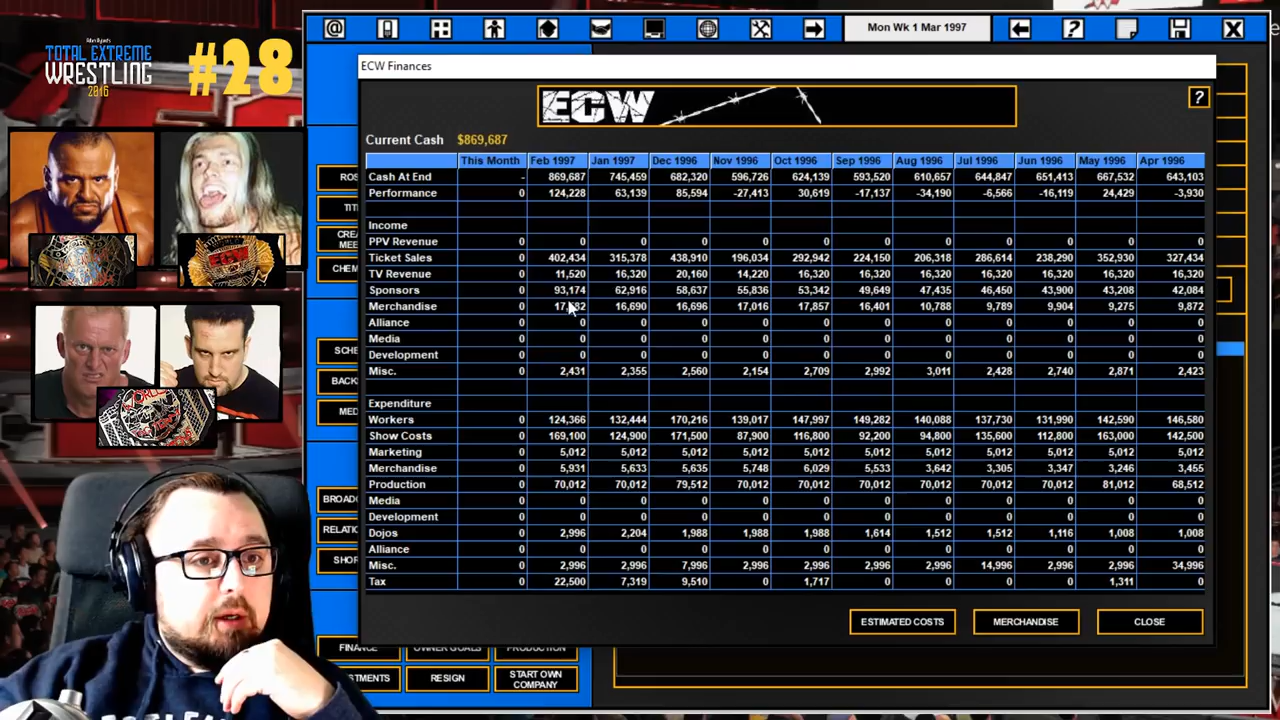 Adam Ryland's
TOTAL EXTREME
WRESTLING
2016
#28
Mon Wk 1 Mar 1997
ECW Finances
ECW
Current Cash $869,687
This Month Feb 1997 Jan 1997 Dec 1996 Nov 1996 Oct 1996 Sep 1996 Aug 1996 Jul 1996 Jun 1996 May 1996 Apr 1996
Cash At End - 869,687 745,459 682,320 596,726 624,139 593,520 610,657 644,847 651,413 667,532 643,103
Performance 0 124,228 63,139 85,594 -27,413 30,619 -17,137 -34,190 -6,566 -16,119 24,429 -3,930
Income
PPV Revenue 0 0 0 0 0 0 0 0 0 0 0 0
Ticket Sales 0 402,434 315,378 438,910 196,034 292,942 224,150 206,318 286,614 238,290 352,930 327,434
TV Revenue 0 11,520 16,320 20,160 14,220 16,320 16,320 16,320 16,320 16,320 16,320 16,320
Sponsors 0 93,174 62,916 58,637 55,836 53,342 49,649 47,435 46,450 43,900 43,208 42,084
Merchandise 0 16,690 16,696 17,016 17,857 16,401 10,788 9,789 9,904 9,275 9,872
Alliance 0 0 0 0 0 0 0 0 0 0 0 0
Media 0 0 0 0 0 0 0 0 0 0 0 0
Development 0 0 0 0 0 0 0 0 0 0 0 0
Misc. 0 2,431 2,355 2,560 2,154 2,709 2,992 3,011 2,428 2,740 2,871 2,423
Expenditure
Workers 0 124,366 132,444 170,216 139,017 147,997 149,282 140,088 137,730 131,990 142,590 146,580
Show Costs 0 169,100 124,900 171,500 87,900 116,800 92,200 94,800 135,600 112,800 163,000 142,500
Marketing 0 5,012 5,012 5,012 5,012 5,012 5,012 5,012 5,012 5,012 5,012 5,012
Merchandise 0 5,931 5,633 5,635 5,748 6,029 5,533 3,642 3,305 3,347 3,246 3,455
Production 0 70,012 70,012 79,512 70,012 70,012 70,012 70,012 70,012 70,012 81,012 68,512
Media 0 0 0 0 0 0 0 0 0 0 0 0
Development 0 0 0 0 0 0 0 0 0 0 0 0
Dojos 0 2,996 2,204 1,988 1,988 1,988 1,614 1,512 1,512 1,116 1,008 1,008
Alliance 0 0 0 0 0 0 0 0 0 0 0 0
Misc. 0 2,996 2,996 7,996 2,996 2,996 2,996 2,996 14,996 2,996 2,996 34,996
Tax 0 22,500 7,319 9,510 0 1,717 0 0 0 0 1,311 0
ESTIMATED COSTS MERCHANDISE CLOSE
FINANCE OWNER GOALS PRODUCTION
RESIGN START OWN
COMPANY